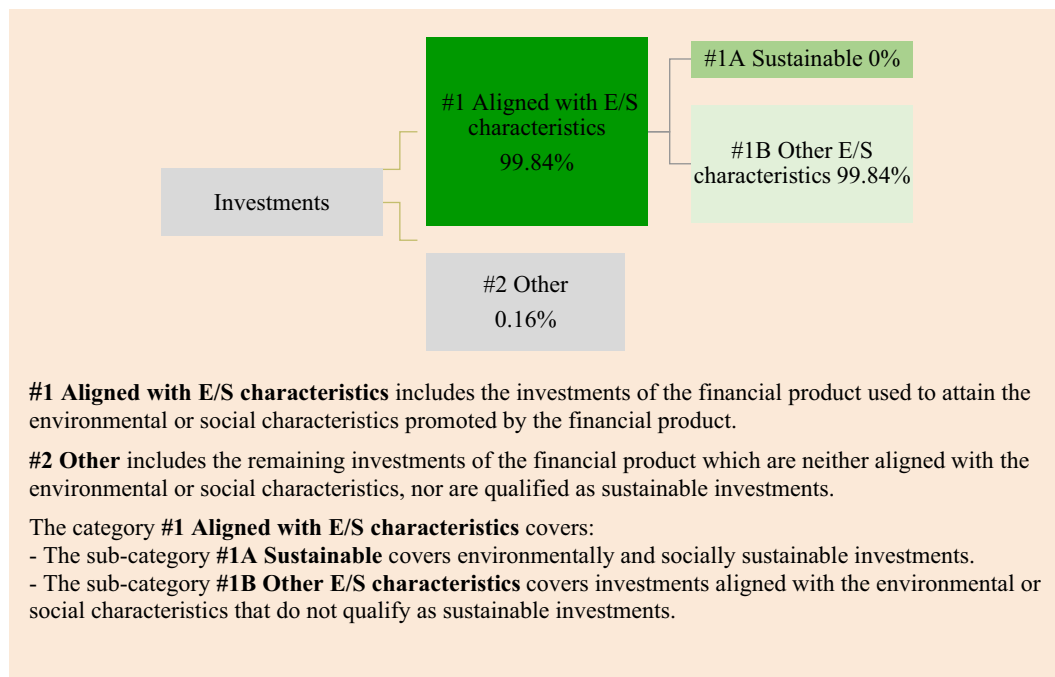 #1A Sustainable 0%
#1 Aligned with E/S
characteristics
99.84%
#1B Other E/S
characteristics 99.84%
Investments
#2 Other
0.16%
#1 Aligned with E/S characteristics includes the investments of the financial product used to attain the
environmental or social characteristics promoted by the financial product.
#2 Other includes the remaining investments of the financial product which are neither aligned with the
environmental or social characteristics, nor are qualified as sustainable investments.
The category #1 Aligned with E/S characteristics covers:
- The sub-category #1A Sustainable covers environmentally and socially sustainable investments.
- The sub-category #1B Other E/S characteristics covers investments aligned with the environmental or
social characteristics that do not qualify as sustainable investments.